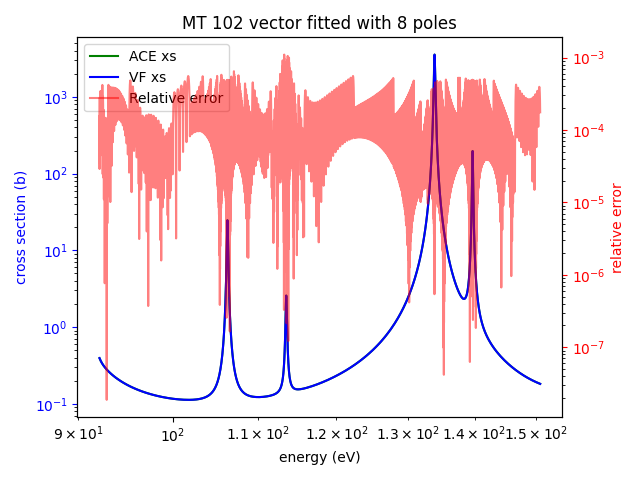 MT 102 vector fitted with 8 poles
ACE xs
VF xs
Relative error
cross section (b)
10³
10²
10¹
10⁰
10⁻¹
10⁻³
10⁻⁴
10⁻⁵
10⁻⁶
10⁻⁷
relative error
9 × 10¹ 10² 1.1 × 10² 1.2 × 10² 1.3 × 10² 1.4 × 10² 1.5 × 10²
energy (eV)